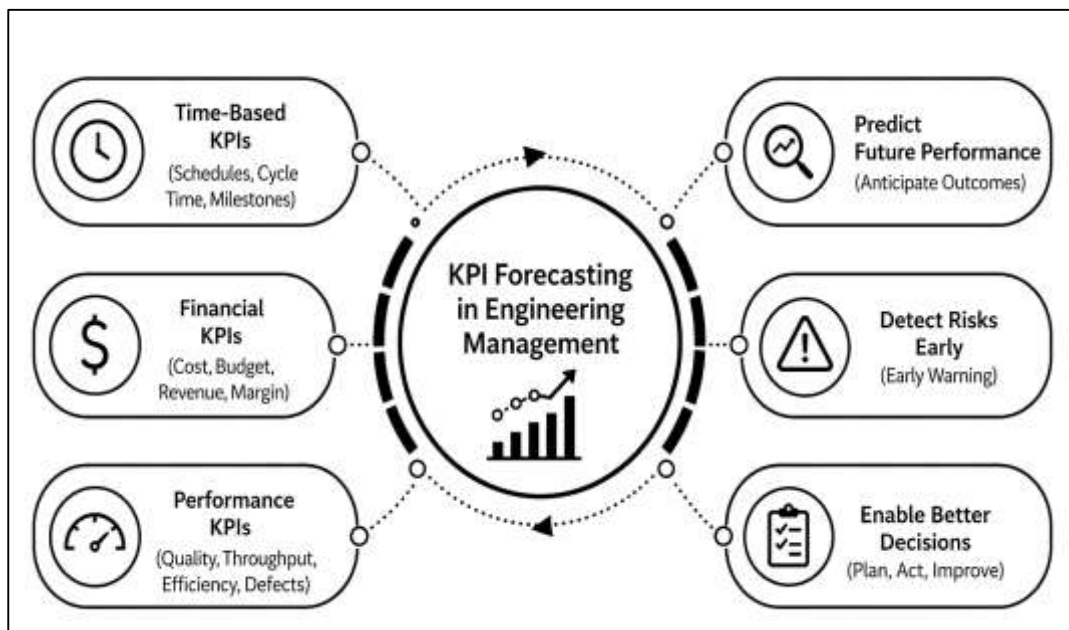 Time-Based
KPIs
(Schedules, Cycle
Time, Milestones)
Financial
KPIs
(Cost, Budget,
Revenue, Margin)
Performance
KPIs
(Quality, Throughput,
Efficiency, Defects)
KPI Forecasting
in Engineering
Management
Predict
Future Performance
(Anticipate Outcomes)
Detect Risks
Early
(Early Warning)
Enable Better
Decisions
(Plan, Act, Improve)